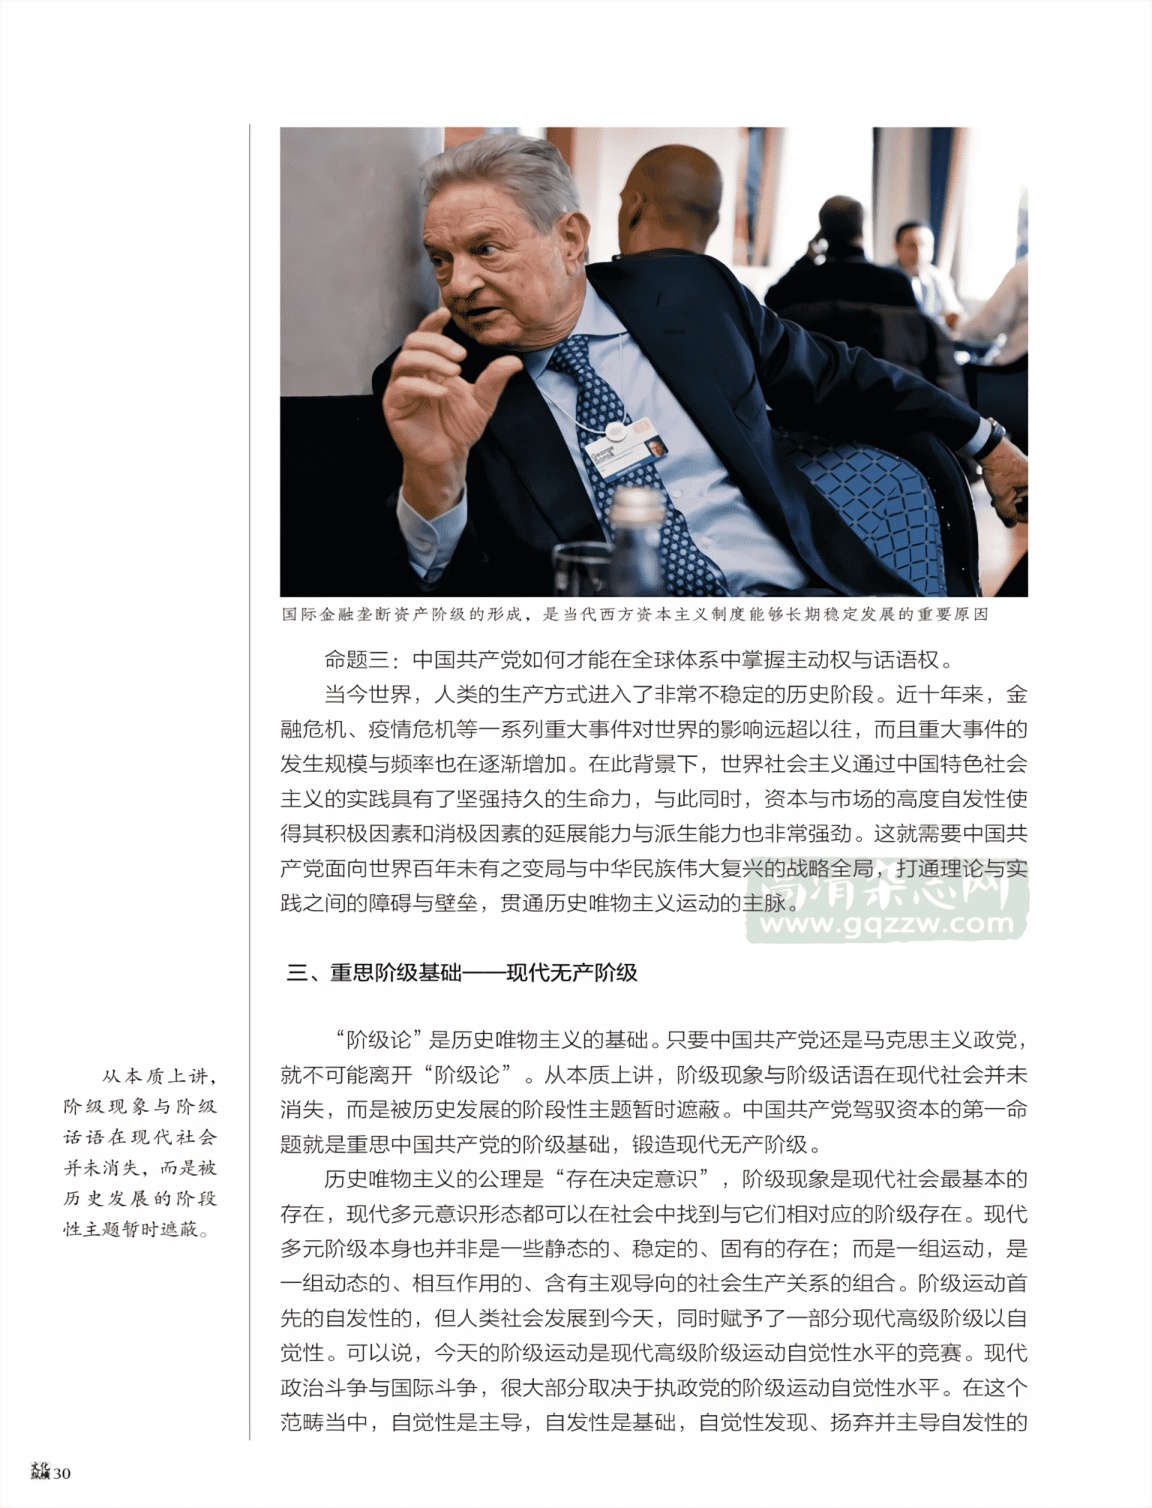 George
Soros
国际金融垄断资产阶级的形成，是当代西方资本主义制度能够长期稳定发展的重要原因
命题三：中国共产党如何才能在全球体系中掌握主动权与话语权。
当今世界，人类的生产方式进入了非常不稳定的历史阶段。近十年来，金
融危机、疫情危机等一系列重大事件对世界的影响远超以往，而且重大事件的
发生规模与频率也在逐渐增加。在此背景下，世界社会主义通过中国特色社会
主义的实践具有了坚强持久的生命力，与此同时，资本与市场的高度自发性使
得其积极因素和消极因素的延展能力与派生能力也非常强劲。这就需要中国共
产党面向世界百年未有之变局与中华民族伟大复兴的战略全局，打通理论与实
践之间的障碍与壁垒，贯通历史唯物主义运动的主脉。
高清杂志网
www.gqzzw.com
三、重思阶级基础——现代无产阶级
“阶级论”是历史唯物主义的基础。只要中国共产党还是马克思主义政党，
就不可能离开“阶级论”。从本质上讲，阶级现象与阶级话语在现代社会并未
消失，而是被历史发展的阶段性主题暂时遮蔽。中国共产党驾驭资本的第一命
题就是重思中国共产党的阶级基础，锻造现代无产阶级。
历史唯物主义的公理是“存在决定意识”，阶级现象是现代社会最基本的
存在，现代多元意识形态都可以在社会中找到与它们相对应的阶级存在。现代
多元阶级本身也并非是一些静态的、稳定的、固有的存在；而是一组运动，是
一组动态的、相互作用的、含有主观导向的社会生产关系的组合。阶级运动首
先的自发性的，但人类社会发展到今天，同时赋予了一部分现代高级阶级以自
觉性。可以说，今天的阶级运动是现代高级阶级运动自觉性水平的竞赛。现代
政治斗争与国际斗争，很大部分取决于执政党的阶级运动自觉性水平。在这个
范畴当中，自觉性是主导，自发性是基础，自觉性发现、扬弃并主导自发性的
从本质上讲，
阶级现象与阶级
话语在现代社会
并未消失，而是被
历史发展的阶段
性主题暂时遮蔽。
文化
纵横 30